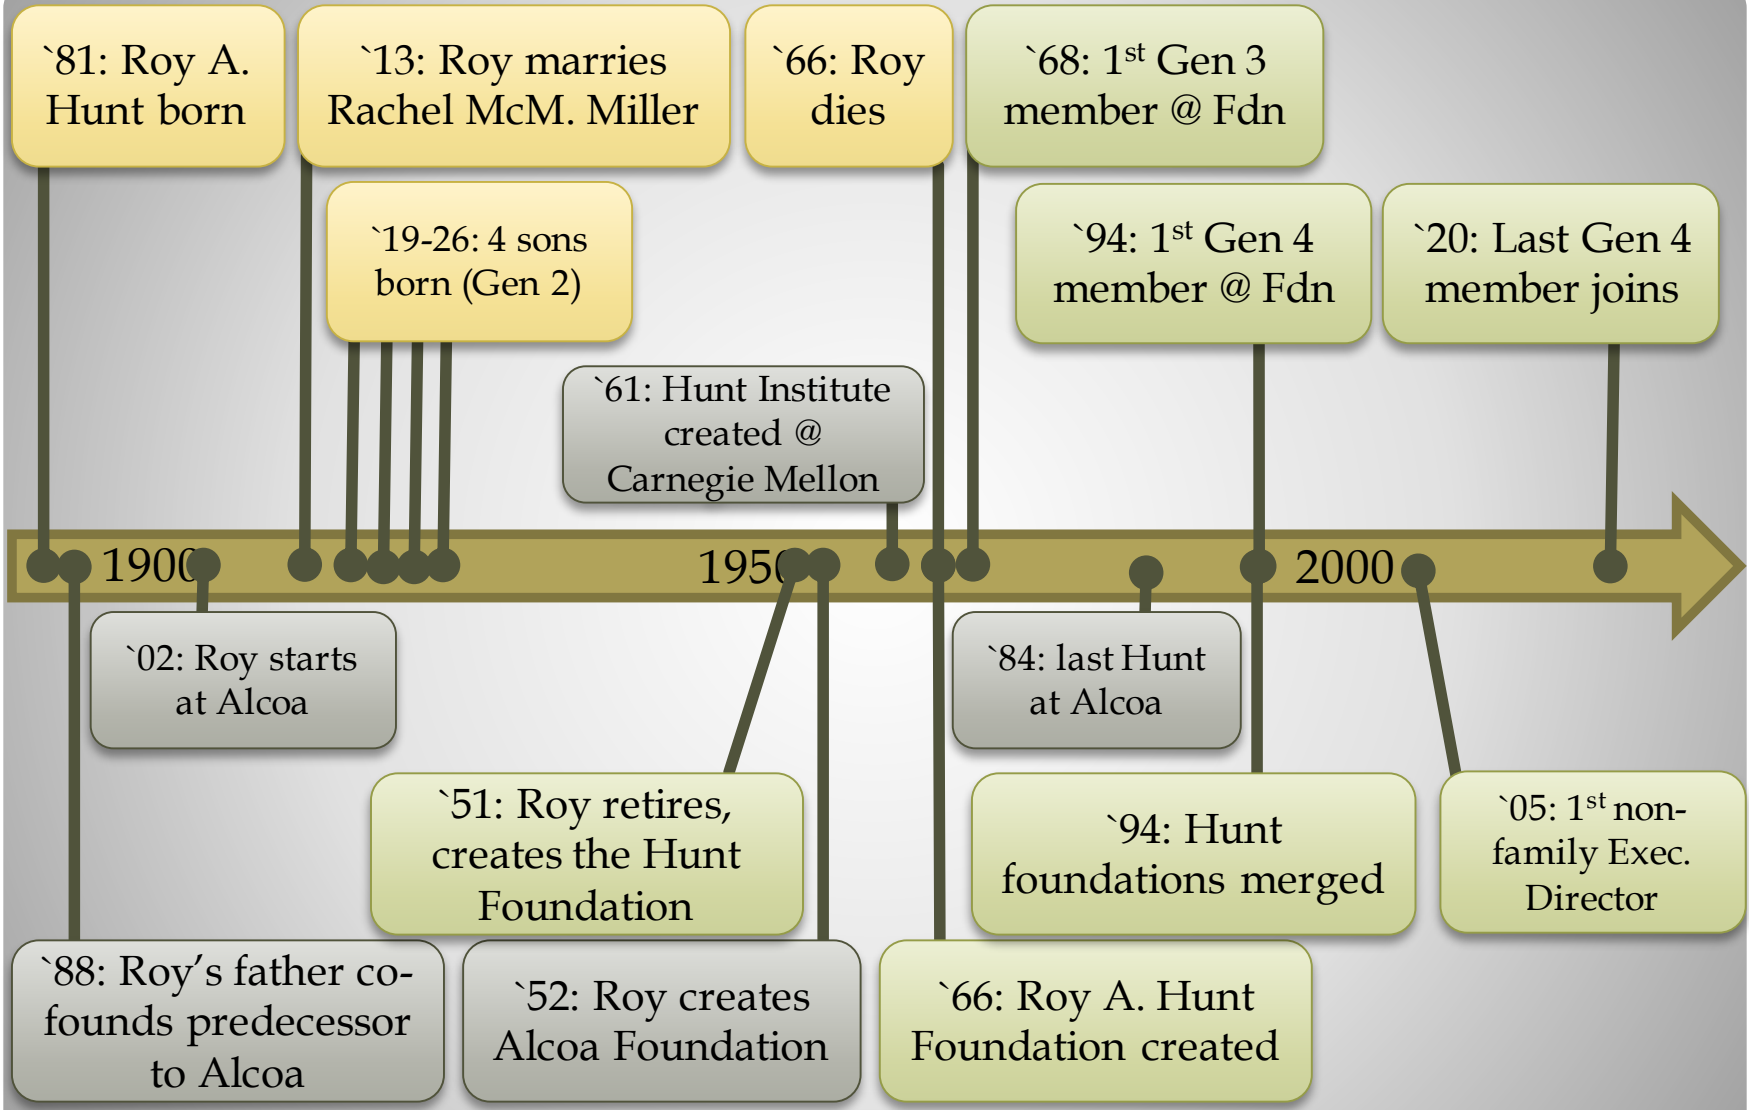 `81: Roy A.
Hunt born
`13: Roy marries
Rachel McM. Miller
`66: Roy
dies
`68: 1st Gen 3
member @ Fdn
`19-26: 4 sons
born (Gen 2)
`94: 1st Gen 4
member @ Fdn
`20: Last Gen 4
member joins
`61: Hunt Institute
created @
Carnegie Mellon
1900
1950
2000
`02: Roy starts
at Alcoa
`84: last Hunt
at Alcoa
`51: Roy retires,
creates the Hunt
Foundation
`94: Hunt
foundations merged
`05: 1st non-
family Exec.
Director
`88: Roy’s father co-
founds predecessor
to Alcoa
`52: Roy creates
Alcoa Foundation
`66: Roy A. Hunt
Foundation created